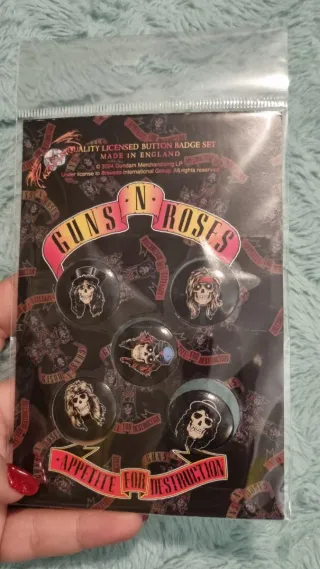 QUALITY LICENSED BUTTON BADGE SET
MADE IN ENGLAND
© 2024 Gundam Merchandising LP
Under license to Bravado International Group. All rights reserved.
GUNS N' ROSES
APPETITE FOR DESTRUCTION